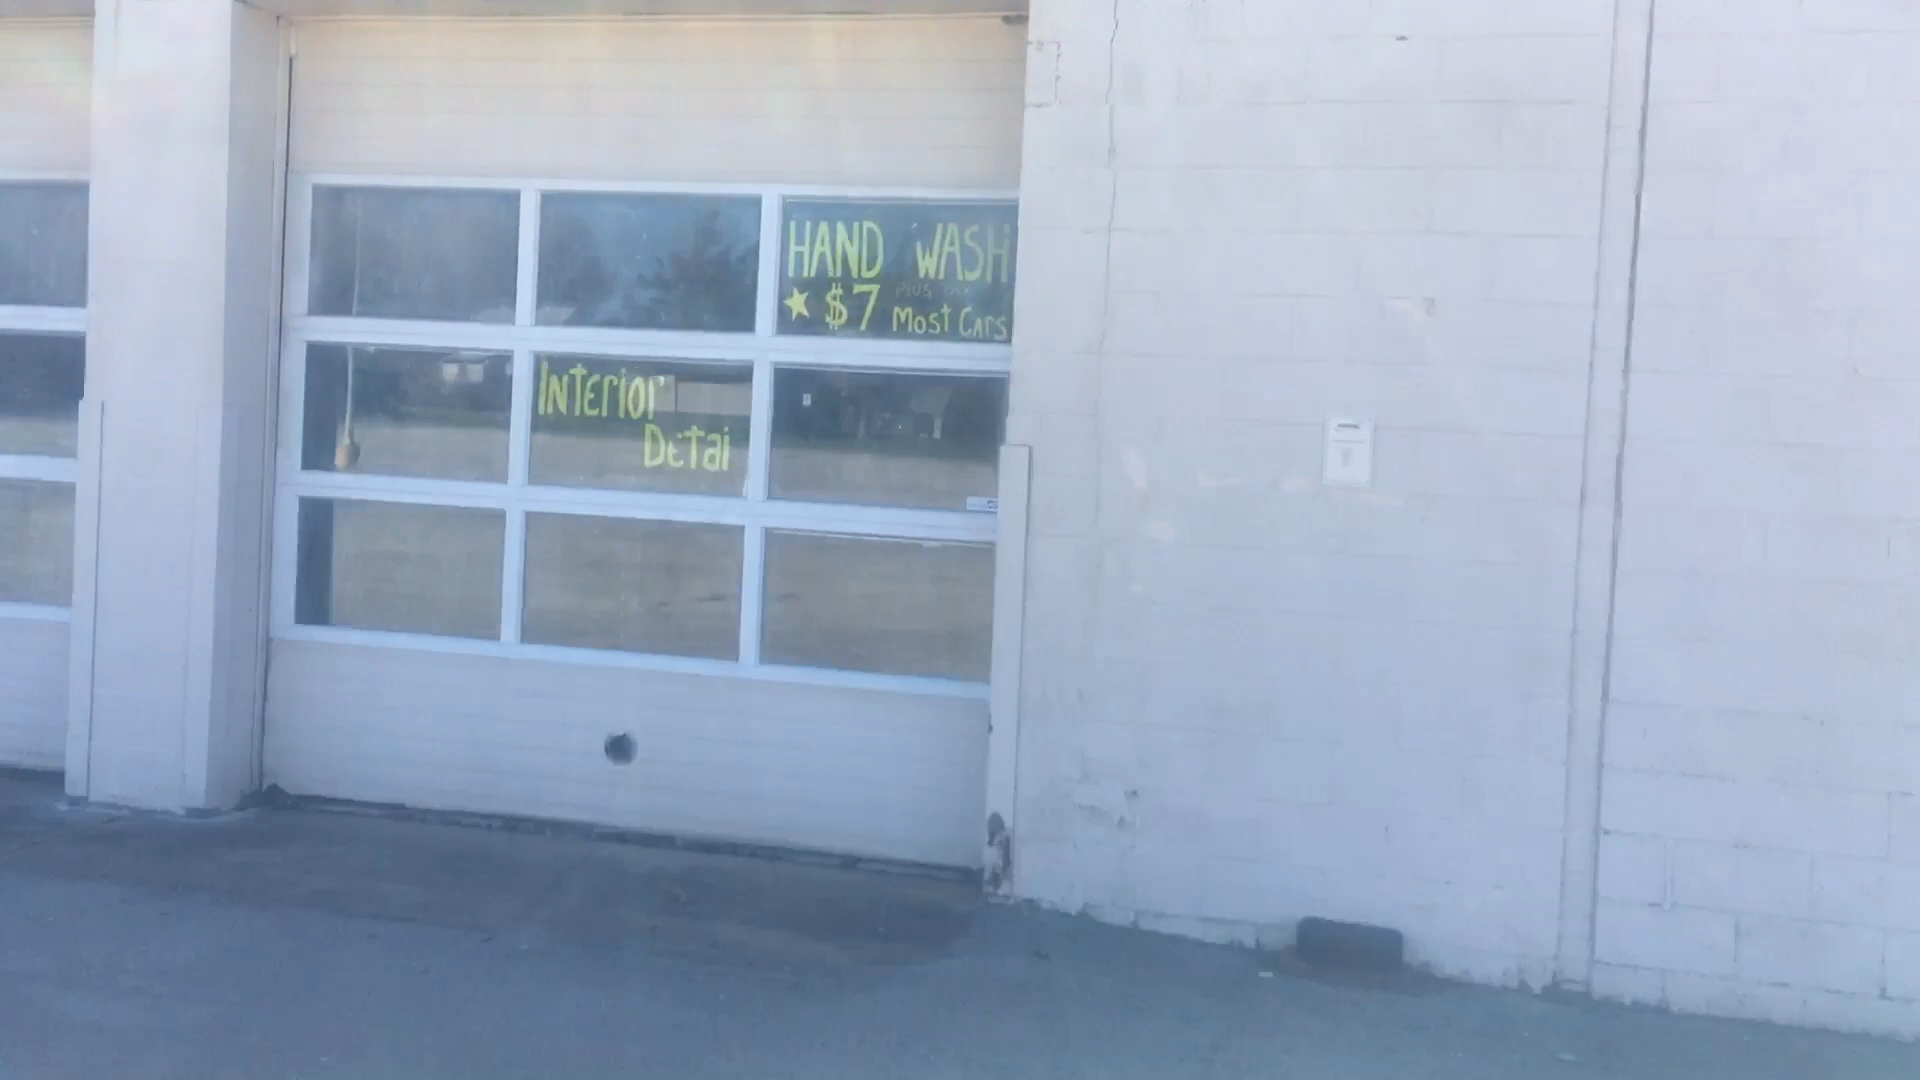 HAND WASH
★ $7 PLUS TAX
Most Cars
INTErior
DETai